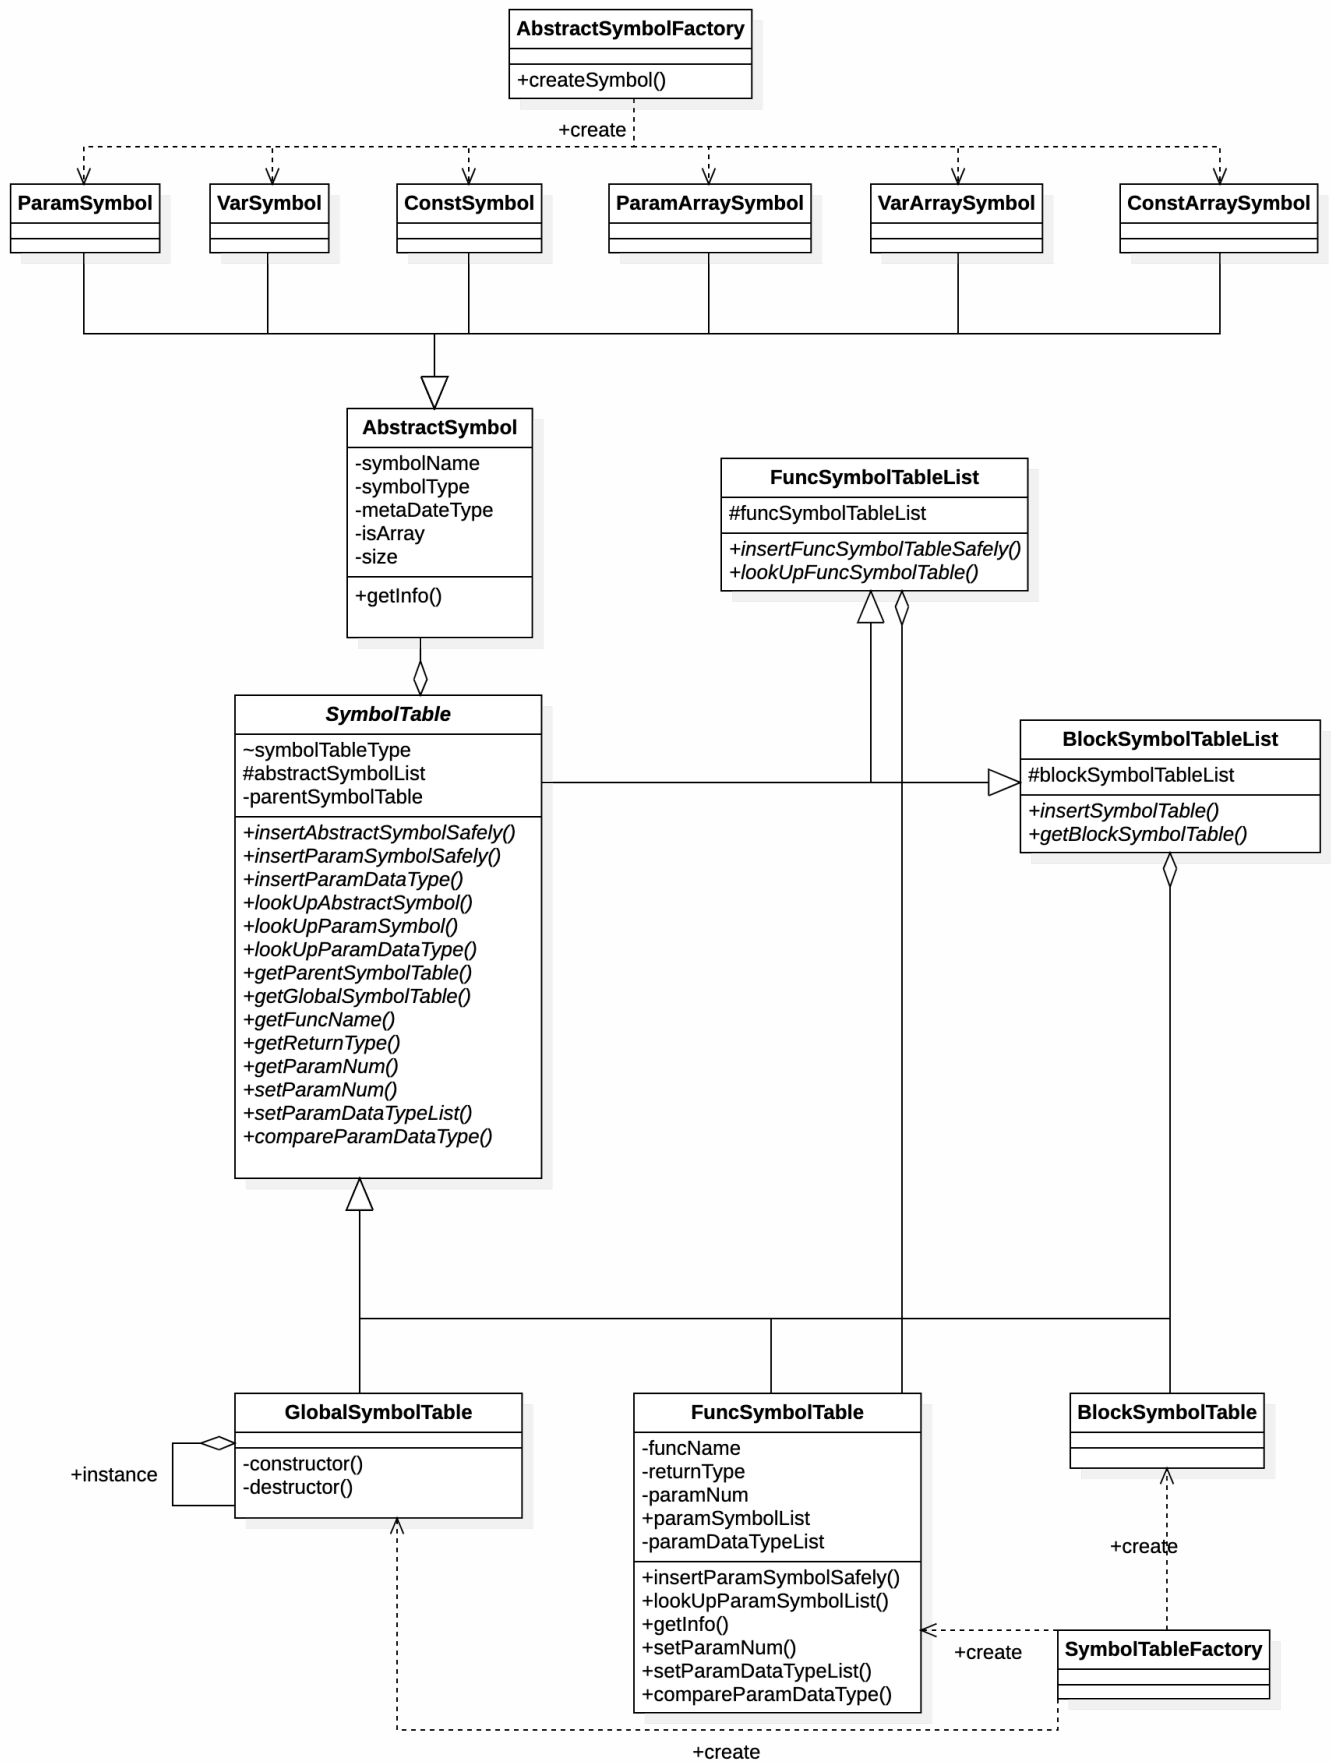 AbstractSymbolFactory
+createSymbol()
+create
ParamSymbol
VarSymbol
ConstSymbol
ParamArraySymbol
VarArraySymbol
ConstArraySymbol
AbstractSymbol
-symbolName
-symbolType
-metaDateType
-isArray
-size
+getInfo()
FuncSymbolTableList
#funcSymbolTableList
+insertFuncSymbolTableSafely()
+lookUpFuncSymbolTable()
SymbolTable
~symbolTableType
#abstractSymbolList
-parentSymbolTable
+insertAbstractSymbolSafely()
+insertParamSymbolSafely()
+insertParamDataType()
+lookUpAbstractSymbol()
+lookUpParamSymbol()
+lookUpParamDataType()
+getParentSymbolTable()
+getGlobalSymbolTable()
+getFuncName()
+getReturnType()
+getParamNum()
+setParamNum()
+setParamDataTypeList()
+compareParamDataType()
BlockSymbolTableList
#blockSymbolTableList
+insertSymbolTable()
+getBlockSymbolTable()
GlobalSymbolTable
-constructor()
-destructor()
+instance
FuncSymbolTable
-funcName
-returnType
-paramNum
+paramSymbolList
-paramDataTypeList
+insertParamSymbolSafely()
+lookUpParamSymbolList()
+getInfo()
+setParamNum()
+setParamDataTypeList()
+compareParamDataType()
BlockSymbolTable
+create
+create
SymbolTableFactory
+create